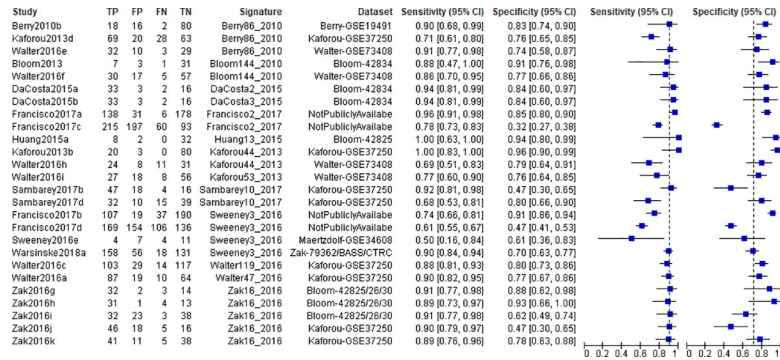 Study TP FP FN TN Signature Dataset Sensitivity (95% CI) Specificity (95% CI) Sensitivity (95% CI) Specificity (95% CI)
Berry2010b 18 16 2 80 Berry86_2010 Berry-GSE19491 0.90 [0.68, 0.99] 0.83 [0.74, 0.90]
Kaforou2013d 69 20 28 63 Berry86_2010 Kaforou-GSE37250 0.71 [0.61, 0.80] 0.76 [0.65, 0.85]
Walter2016e 32 10 3 29 Berry86_2010 Walter-GSE73408 0.91 [0.77, 0.98] 0.74 [0.58, 0.87]
Bloom2013 7 3 1 31 Bloom144_2010 Bloom-42834 0.88 [0.47, 1.00] 0.91 [0.76, 0.98]
Walter2016f 30 17 5 57 Bloom144_2010 Walter-GSE73408 0.86 [0.70, 0.95] 0.77 [0.66, 0.86]
DaCosta2015a 33 3 2 16 DaCosta2_2015 Bloom-42834 0.94 [0.81, 0.99] 0.84 [0.60, 0.97]
DaCosta2015b 33 3 2 16 DaCosta3_2015 Bloom-42834 0.94 [0.81, 0.99] 0.84 [0.60, 0.97]
Francisco2017a 138 31 6 178 Francisco2_2017 NotPubliclyAvailabe 0.96 [0.91, 0.98] 0.85 [0.80, 0.90]
Francisco2017c 215 197 60 93 Francisco2_2017 NotPubliclyAvailabe 0.78 [0.73, 0.83] 0.32 [0.27, 0.38]
Huang2015a 8 2 0 32 Huang13_2015 Bloom-42825 1.00 [0.63, 1.00] 0.94 [0.80, 0.99]
Kaforou2013b 20 3 0 80 Kaforou44_2013 Kaforou-GSE37250 1.00 [0.83, 1.00] 0.96 [0.90, 0.99]
Walter2016h 24 8 11 31 Kaforou44_2013 Walter-GSE73408 0.69 [0.51, 0.83] 0.79 [0.64, 0.91]
Walter2016i 27 18 8 56 Kaforou53_2013 Walter-GSE73408 0.77 [0.60, 0.90] 0.76 [0.64, 0.85]
Sambarey2017b 47 18 4 16 Sambarey10_2017 Kaforou-GSE37250 0.92 [0.81, 0.98] 0.47 [0.30, 0.65]
Sambarey2017d 32 10 15 39 Sambarey10_2017 Kaforou-GSE37250 0.68 [0.53, 0.81] 0.80 [0.66, 0.90]
Francisco2017b 107 19 37 190 Sweeney3_2016 NotPubliclyAvailabe 0.74 [0.66, 0.81] 0.91 [0.86, 0.94]
Francisco2017d 169 154 106 136 Sweeney3_2016 NotPubliclyAvailabe 0.61 [0.55, 0.67] 0.47 [0.41, 0.53]
Sweeney2016e 4 7 4 11 Sweeney3_2016 Maertzdolf-GSE34608 0.50 [0.16, 0.84] 0.61 [0.36, 0.83]
Warsinske2018a 158 56 18 131 Sweeney3_2016 Zak-79362/BASS/CTRC 0.90 [0.84, 0.94] 0.70 [0.63, 0.77]
Walter2016c 103 29 14 117 Walter119_2016 Kaforou-GSE37250 0.88 [0.81, 0.93] 0.80 [0.73, 0.86]
Walter2016a 87 19 10 64 Walter47_2016 Kaforou-GSE37250 0.90 [0.82, 0.95] 0.77 [0.67, 0.86]
Zak2016g 32 2 3 14 Zak16_2016 Bloom-42825/26/30 0.91 [0.77, 0.98] 0.88 [0.62, 0.98]
Zak2016h 31 1 4 13 Zak16_2016 Bloom-42825/26/30 0.89 [0.73, 0.97] 0.93 [0.66, 1.00]
Zak2016i 32 23 3 38 Zak16_2016 Bloom-42825/26/30 0.91 [0.77, 0.98] 0.62 [0.49, 0.74]
Zak2016j 46 18 5 16 Zak16_2016 Kaforou-GSE37250 0.90 [0.79, 0.97] 0.47 [0.30, 0.65]
Zak2016k 41 11 5 38 Zak16_2016 Kaforou-GSE37250 0.89 [0.76, 0.96] 0.78 [0.63, 0.88]
0 0.2 0.4 0.6 0.8 1 0 0.2 0.4 0.6 0.8 1